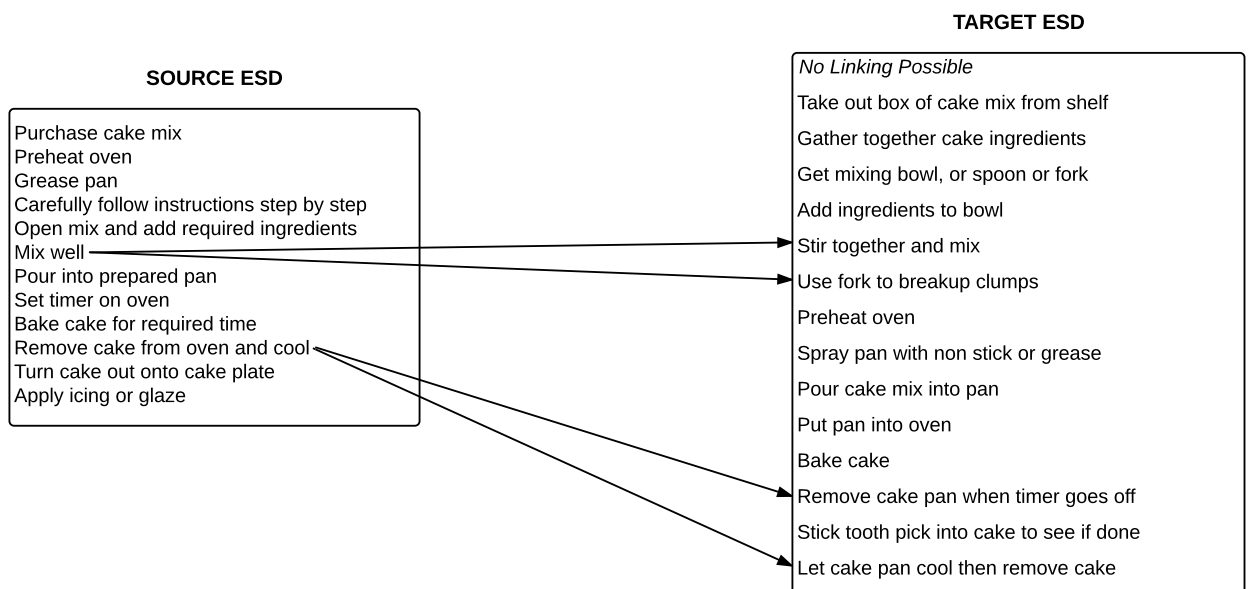 SOURCE ESD
Purchase cake mix
Preheat oven
Grease pan
Carefully follow instructions step by step
Open mix and add required ingredients
Mix well
Pour into prepared pan
Set timer on oven
Bake cake for required time
Remove cake from oven and cool
Turn cake out onto cake plate
Apply icing or glaze
TARGET ESD
No Linking Possible
Take out box of cake mix from shelf
Gather together cake ingredients
Get mixing bowl, or spoon or fork
Add ingredients to bowl
Stir together and mix
Use fork to breakup clumps
Preheat oven
Spray pan with non stick or grease
Pour cake mix into pan
Put pan into oven
Bake cake
Remove cake pan when timer goes off
Stick tooth pick into cake to see if done
Let cake pan cool then remove cake